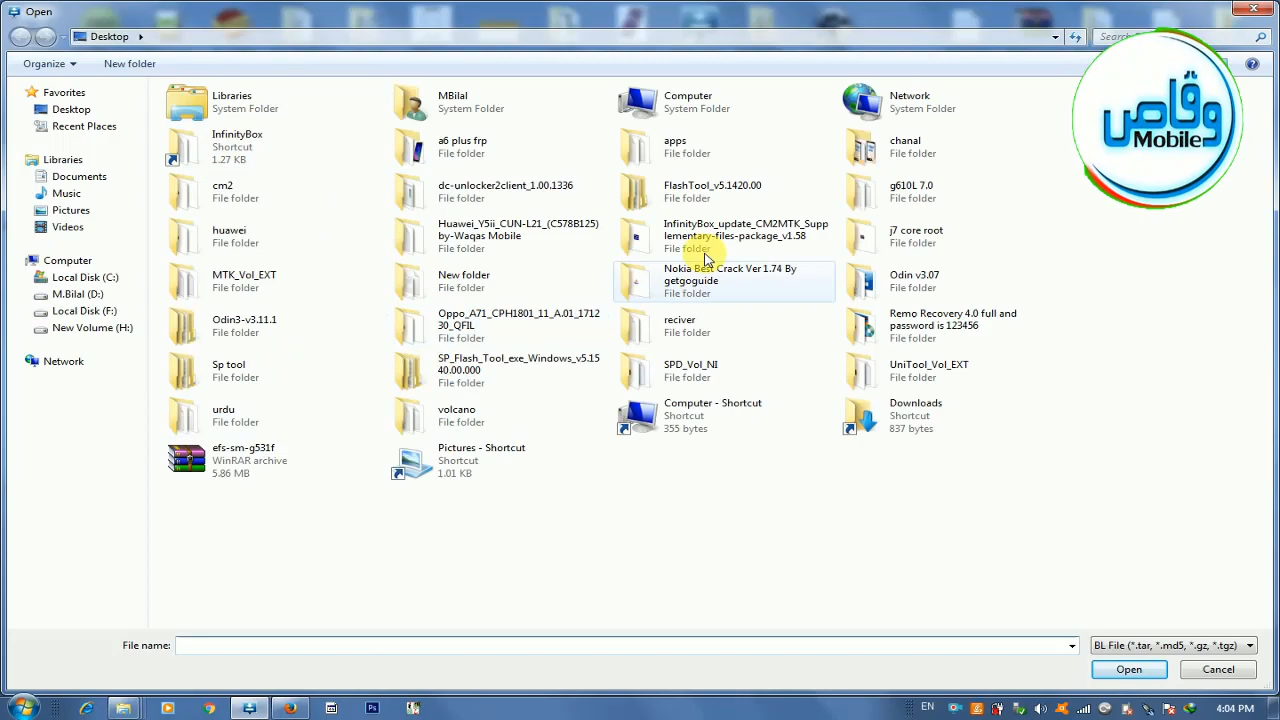 Open
Desktop
Search
Organize
New folder
Favorites
Desktop
Recent Places
Libraries
Documents
Music
Pictures
Videos
Computer
Local Disk (C:)
M.Bilal (D:)
Local Disk (F:)
New Volume (H:)
Network
Libraries
System Folder
MBilal
System Folder
Computer
System Folder
Network
System Folder
InfinityBox
Shortcut
1.27 KB
a6 plus frp
File folder
apps
File folder
chanal
File folder
cm2
File folder
dc-unlocker2client_1.00.1336
File folder
FlashTool_v5.1420.00
File folder
g610L 7.0
File folder
huawei
File folder
Huawei_Y5ii_CUN-L21_(C578B125)
by-Waqas Mobile
File folder
InfinityBox_update_CM2MTK_Supp
lementary-files-package_v1.58
File folder
j7 core root
File folder
MTK_Vol_EXT
File folder
New folder
File folder
Nokia Best Crack Ver 1.74 By
getgoguide
File folder
Odin v3.07
File folder
Odin3-v3.11.1
File folder
Oppo_A71_CPH1801_11_A.01_1712
30_QFIL
File folder
reciver
File folder
Remo Recovery 4.0 full and
password is 123456
File folder
Sp tool
File folder
SP_Flash_Tool_exe_Windows_v5.15
40.00.000
File folder
SPD_Vol_NI
File folder
UniTool_Vol_EXT
File folder
urdu
File folder
volcano
File folder
Computer - Shortcut
Shortcut
355 bytes
Downloads
Shortcut
837 bytes
efs-sm-g531f
WinRAR archive
5.86 MB
Pictures - Shortcut
Shortcut
1.01 KB
وقاص
Mobile
File name:
BL File (*.tar, *.md5, *.gz, *.tgz)
Open
Cancel
EN
4:04 PM